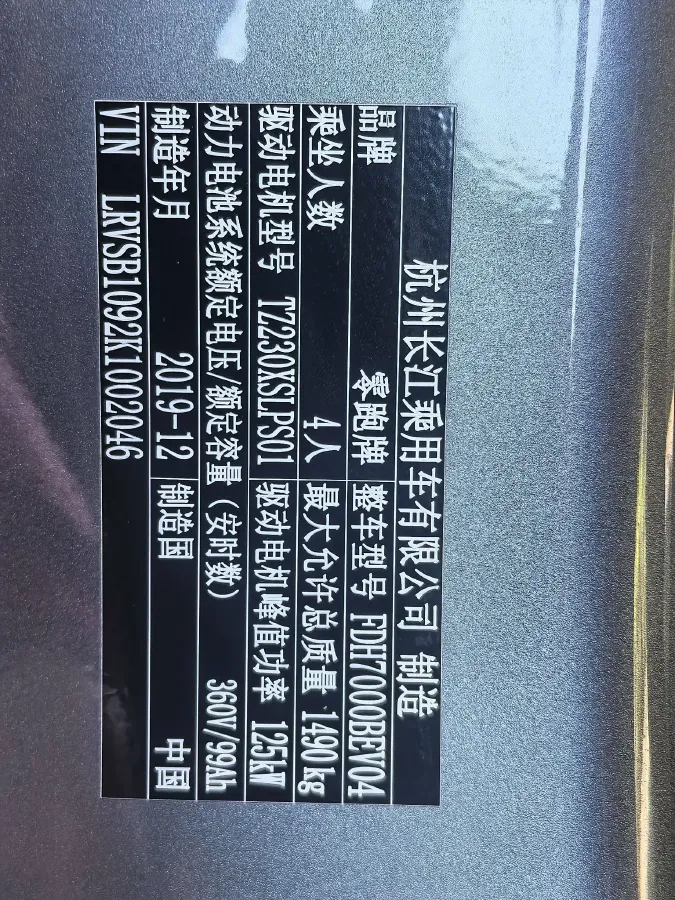 杭州长江乘用车有限公司 制造
品牌 零跑牌 整车型号 FDH7000BEV04
乘坐人数 4人 最大允许总质量 1490kg
驱动电机型号 TZ230XSLPS01 驱动电机峰值功率 125kW
动力电池系统额定电压/额定容量(安时数) 360V/99Ah
制造年月 2019-12 制造国 中国
VIN LRVSB1092K1002046